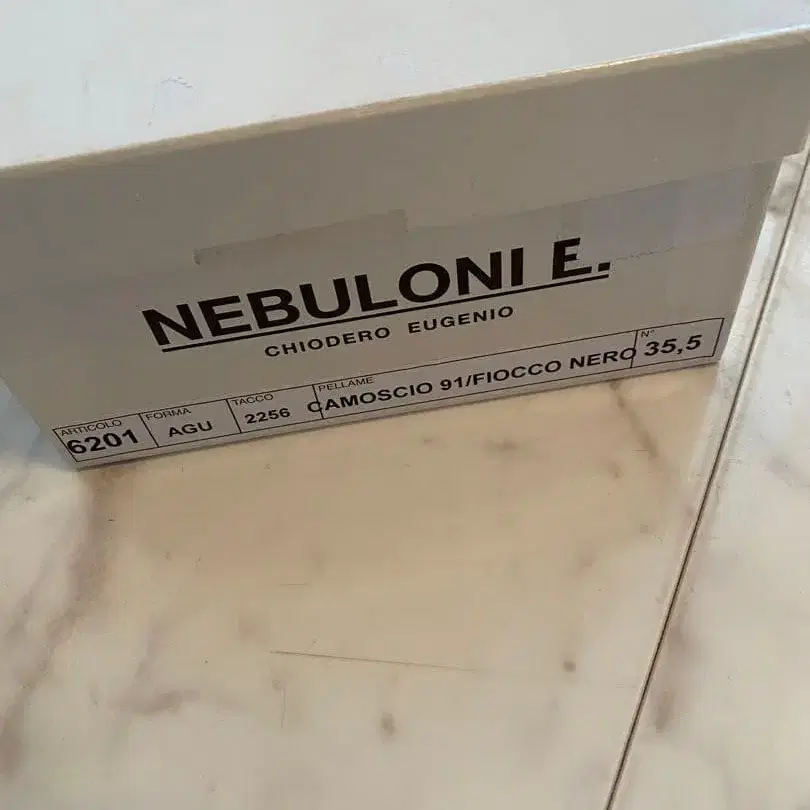 NEBULONI E.
CHIODERO EUGENIO
ARTICOLO FORMA TACCO PELLAME N°
6201 AGU 2256 CAMOSCIO 91/FIOCCO NERO 35,5